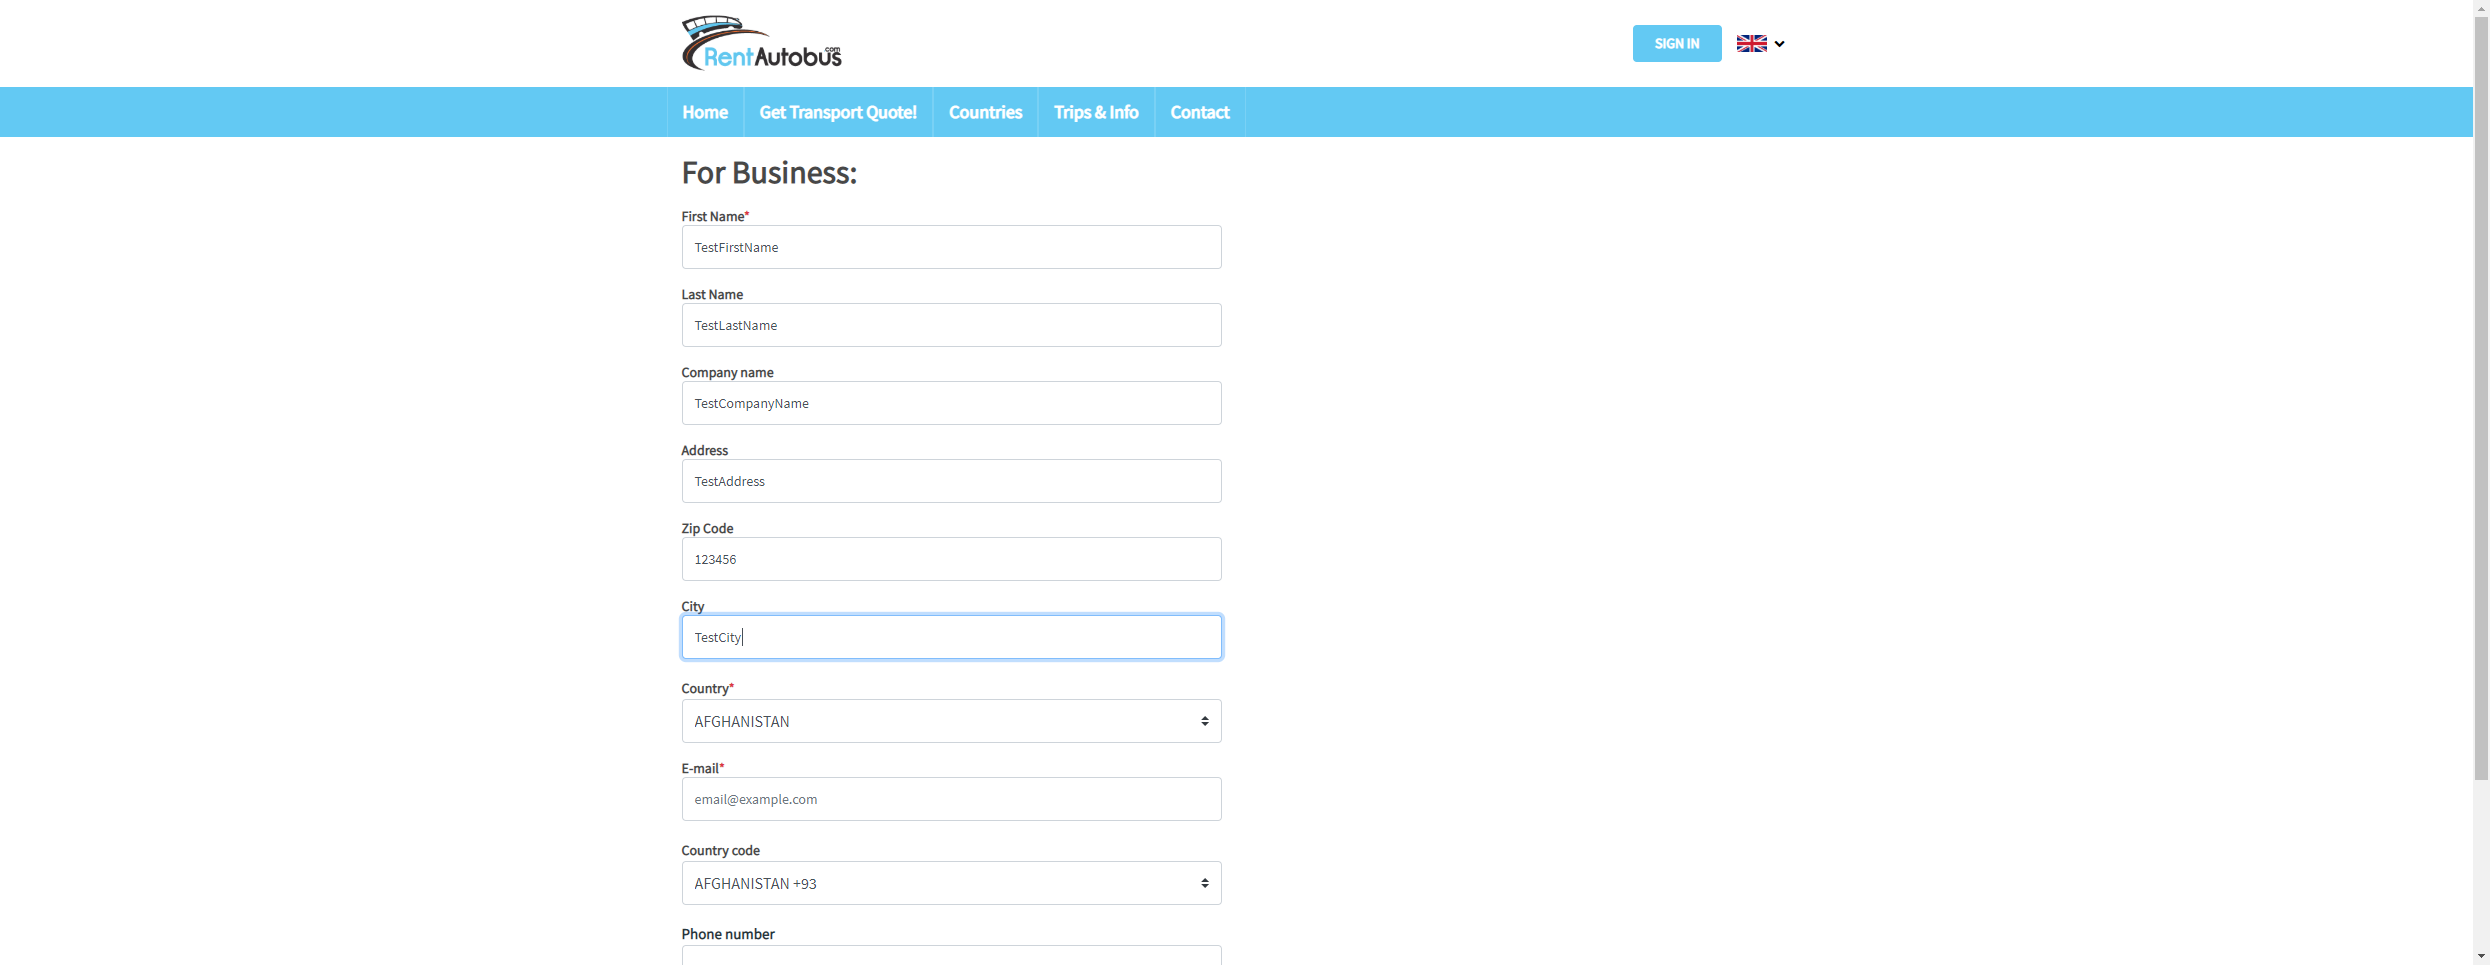 RentAutobus.com
SIGN IN
Home Get Transport Quote! Countries Trips & Info Contact
For Business:
First Name*
TestFirstName
Last Name
TestLastName
Company name
TestCompanyName
Address
TestAddress
Zip Code
123456
City
TestCity
Country*
AFGHANISTAN
E-mail*
email@example.com
Country code
AFGHANISTAN +93
Phone number